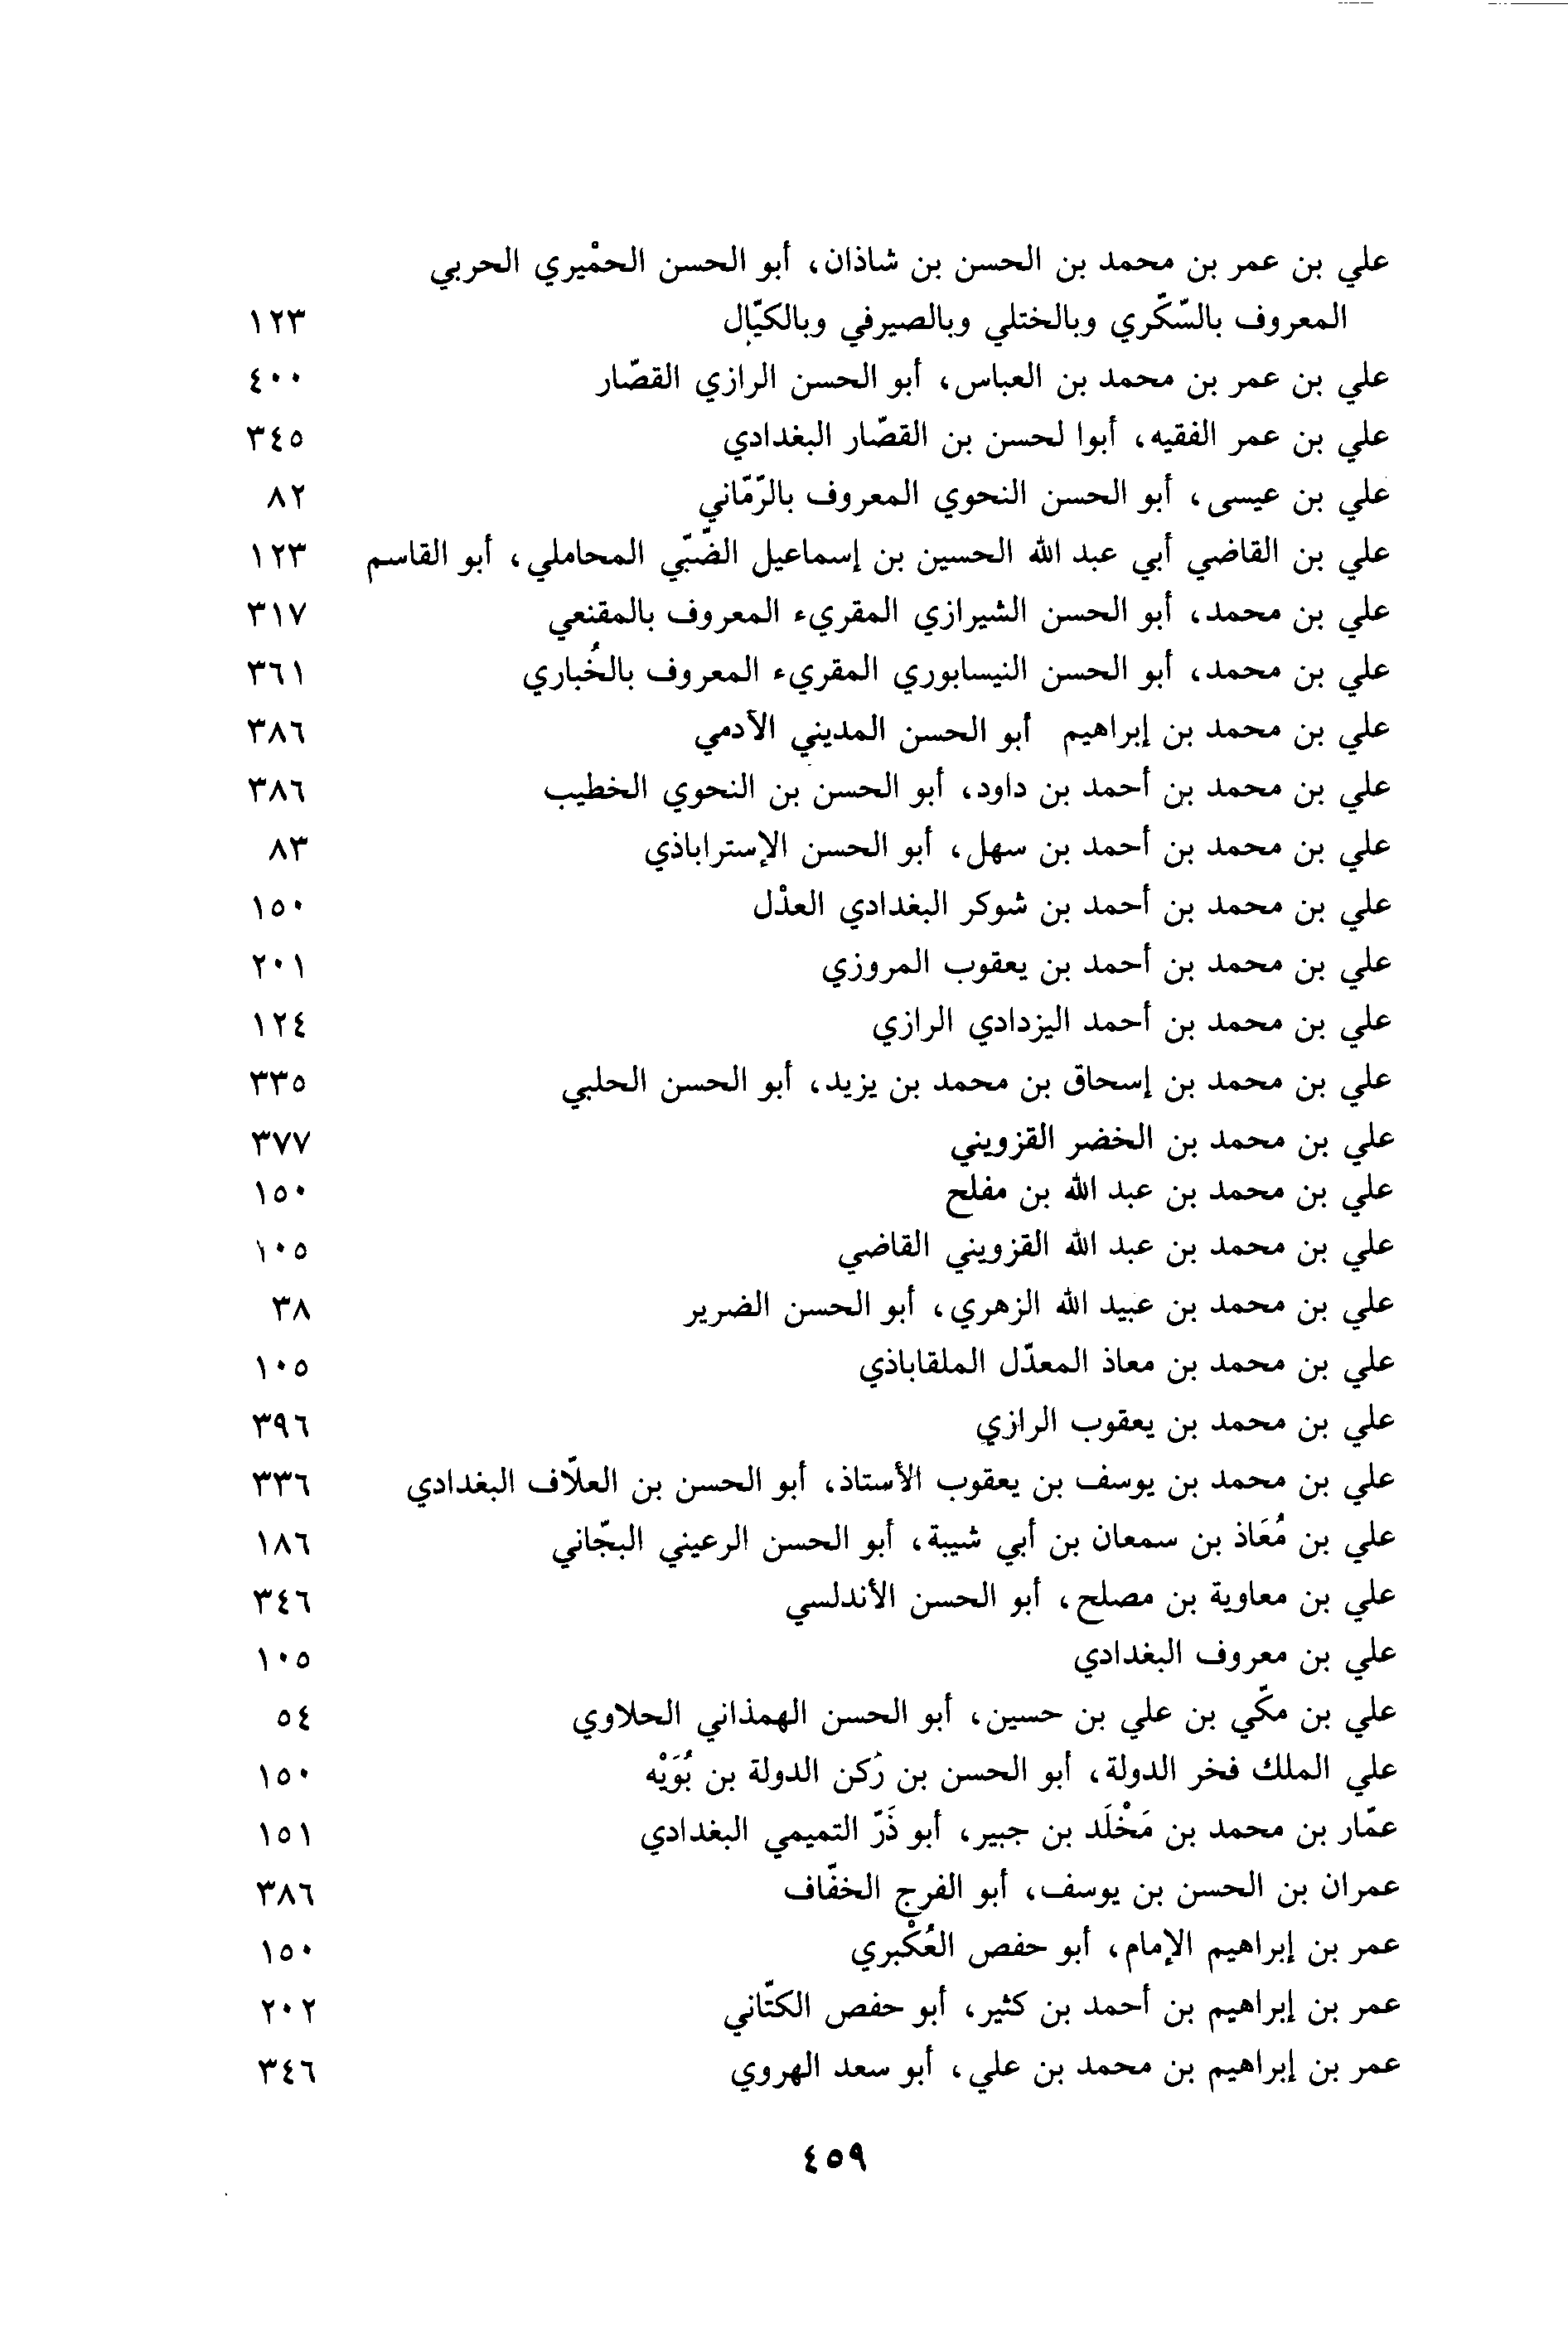 علي بن عمر بن محمد بن الحسن بن شاذان، أبو الحسن الحمْيري الحربي
المعروف بالسّكّري وبالختلي وبالصيرفي وبالكيّال ١٢٣
علي بن عمر بن محمد بن العباس، أبو الحسن الرازي القصّار ٤٠٠
علي بن عمر الفقيه، أبوا لحسن بن القصّار البغدادي ٣٤٥
علي بن عيسى، أبو الحسن النحوي المعروف بالرّمّاني ٨٢
علي بن القاضي أبي عبد الله الحسين بن إسماعيل الضّبّي المحاملي، أبو القاسم ١٢٣
علي بن محمد، أبو الحسن الشيرازي المقريء المعروف بالمقنعي ٣١٧
علي بن محمد، أبو الحسن النيسابوري المقريء المعروف بالخُباري ٣٦١
علي بن محمد بن إبراهيم أبو الحسن المديني الآدمي ٣٨٦
علي بن محمد بن أحمد بن داود، أبو الحسن بن النحوي الخطيب ٣٨٦
علي بن محمد بن أحمد بن سهل، أبو الحسن الإستراباذي ٨٣
علي بن محمد بن أحمد بن شوكر البغدادي العدْل ١٥٠
علي بن محمد بن أحمد بن يعقوب المروزي ٢٠١
علي بن محمد بن أحمد اليزدادي الرازي ١٢٤
علي بن محمد بن إسحاق بن محمد بن يزيد، أبو الحسن الحلبي ٣٣٥
علي بن محمد بن الخضر القزويني ٣٧٧
علي بن محمد بن عبد الله بن مفلح ١٥٠
علي بن محمد بن عبد الله القزويني القاضي ١٠٥
علي بن محمد بن عبيد الله الزهري، أبو الحسن الضرير ٣٨
علي بن محمد بن معاذ المعدّل الملقاباذي ١٠٥
علي بن محمد بن يعقوب الرازي ٣٩٦
علي بن محمد بن يوسف بن يعقوب الأستاذ، أبو الحسن بن العلّاف البغدادي ٣٣٦
علي بن مُعَاذ بن سمعان بن أبي شيبة، أبو الحسن الرعيني البجّاني ١٨٦
علي بن معاوية بن مصلح، أبو الحسن الأندلسي ٣٤٦
علي بن معروف البغدادي ١٠٥
علي بن مكّي بن علي بن حسين، أبو الحسن الهمذاني الحلاوي ٥٤
علي الملك فخر الدولة، أبو الحسن بن رُكن الدولة بن بُوَيْه ١٥٠
عمّار بن محمد بن مَخْلَد بن جبير، أبو ذَرّ التميمي البغدادي ١٥١
عمران بن الحسن بن يوسف، أبو الفرج الخفّاف ٣٨٦
عمر بن إبراهيم الإمام، أبو حفص العُكْبري ١٥٠
عمر بن إبراهيم بن أحمد بن كثير، أبو حفص الكتّاني ٢٠٢
عمر بن إبراهيم بن محمد بن علي، أبو سعد الهروي ٣٤٦
٤٥٩